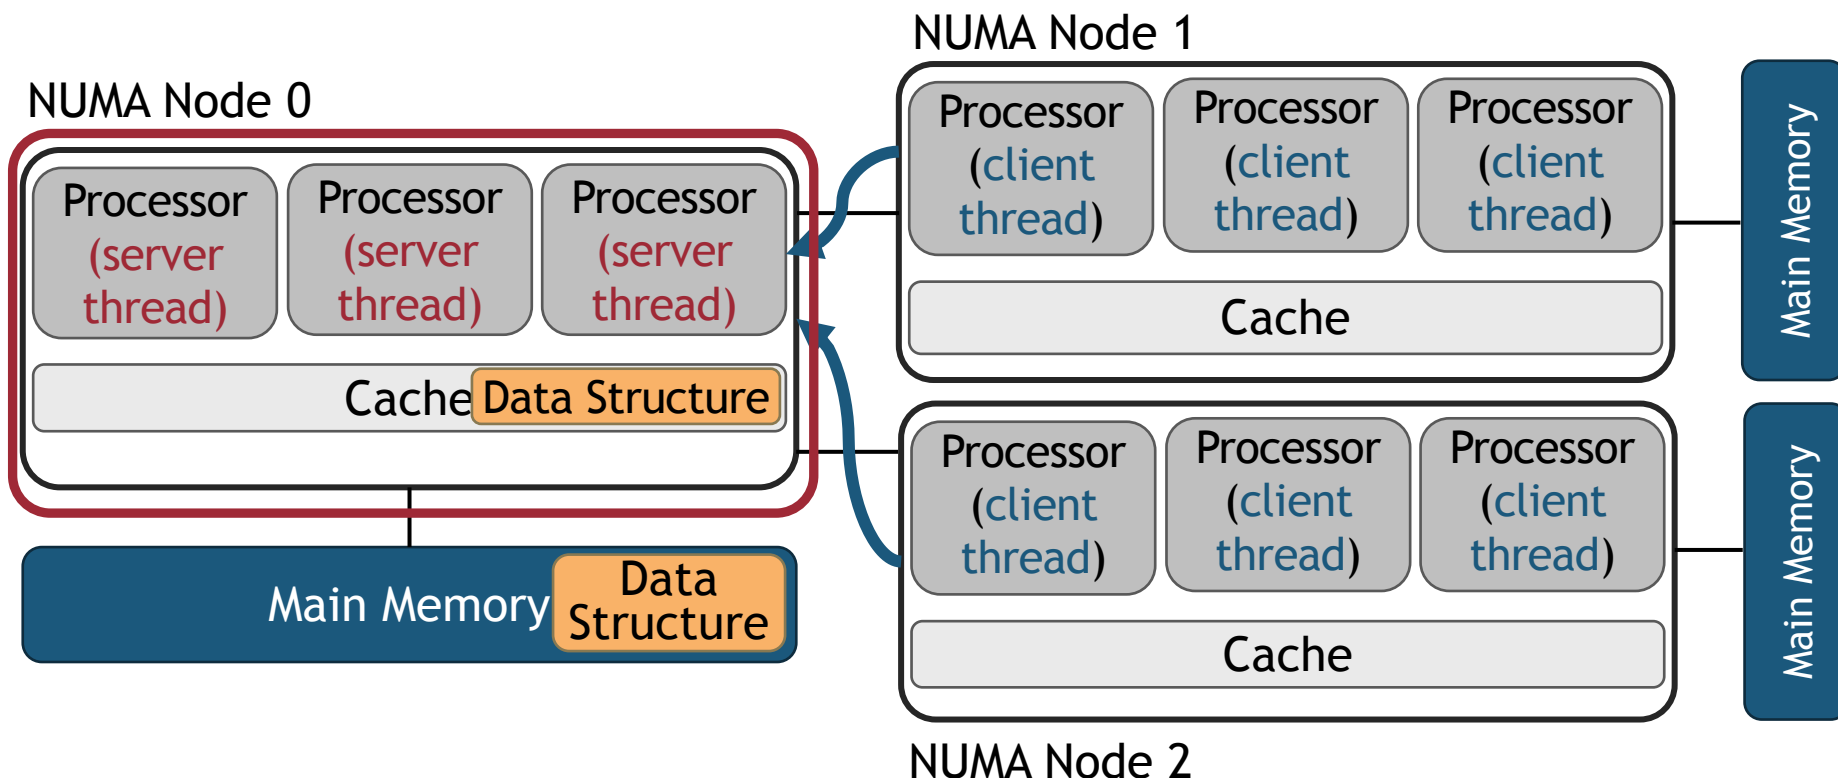 NUMA Node 0
Processor
(server
thread)
Processor
(server
thread)
Processor
(server
thread)
Cache
Data Structure
Main Memory
Data
Structure
NUMA Node 1
Processor
(client
thread)
Processor
(client
thread)
Processor
(client
thread)
Cache
Main Memory
Processor
(client
thread)
Processor
(client
thread)
Processor
(client
thread)
Cache
Main Memory
NUMA Node 2